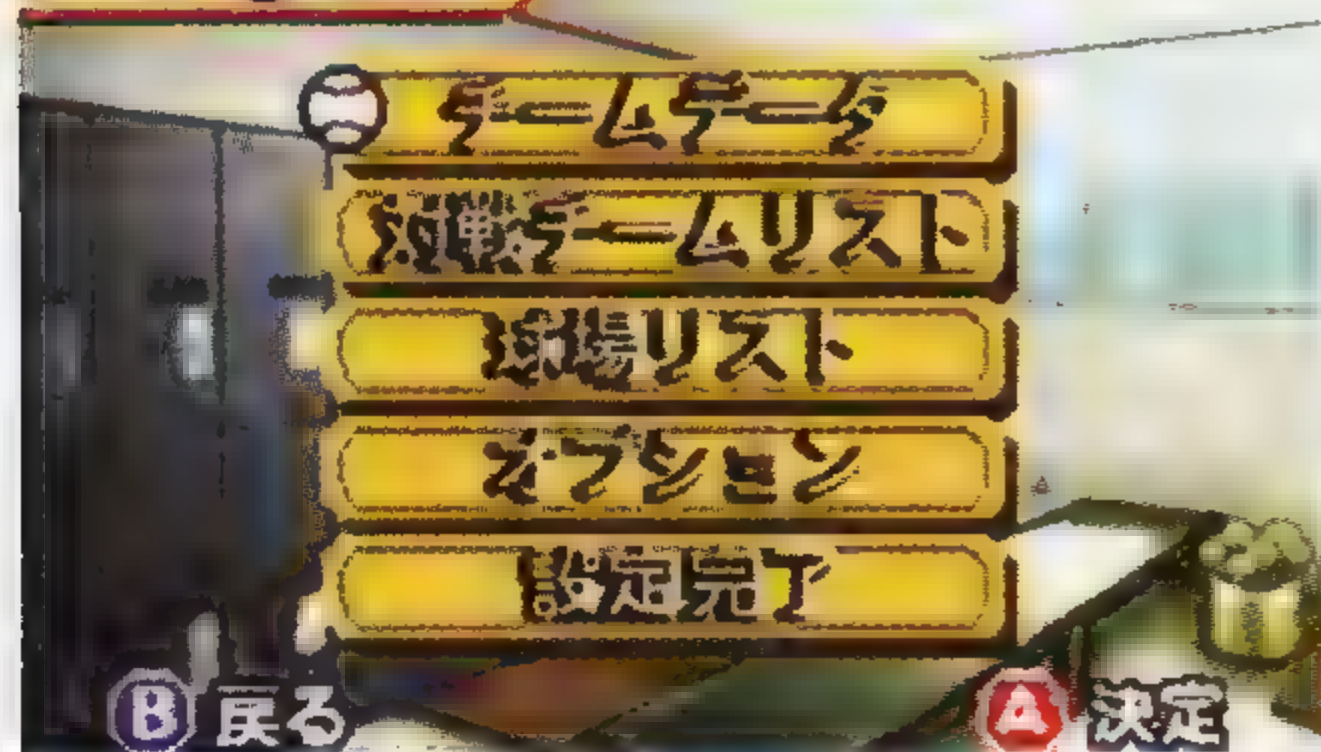 チームデータ
対戦チームリスト
球場リスト
オプション
設定完了
B 戻る
A 決定